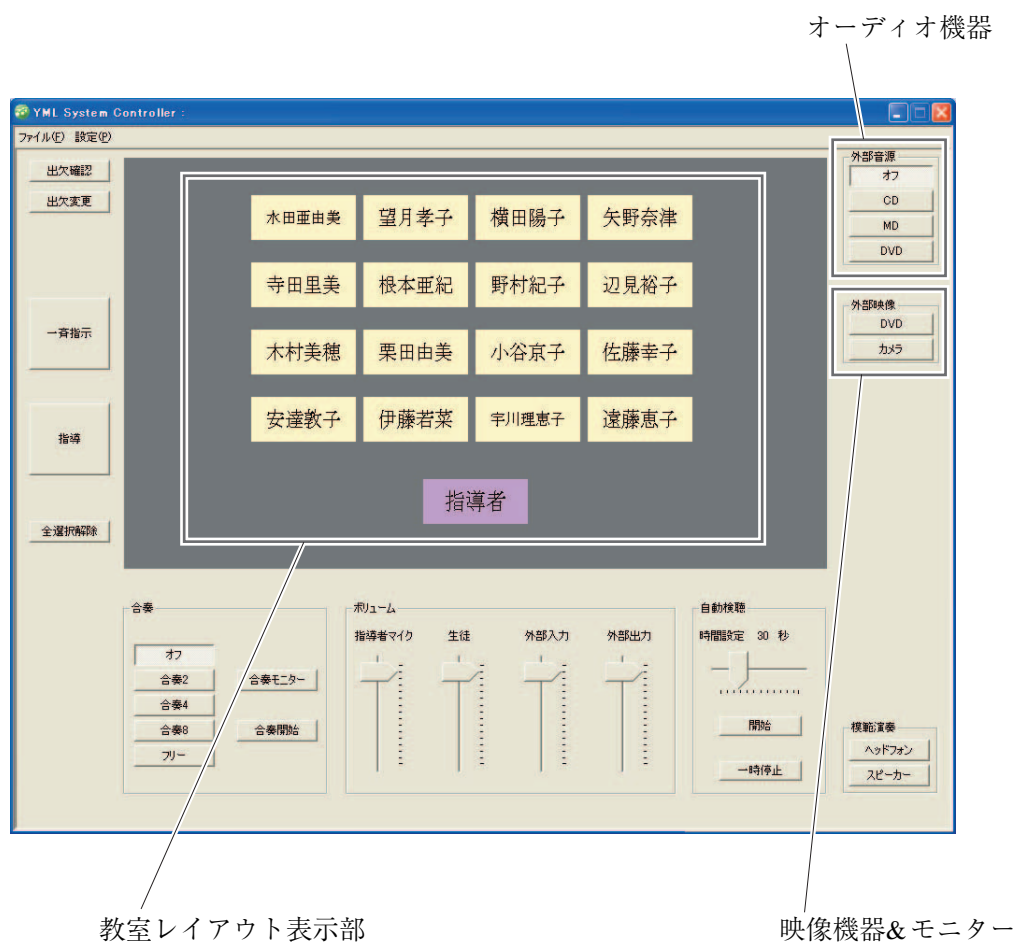 オーディオ機器
YML System Controller :
ファイル(F) 設定(P)
出欠確認
出欠変更
一斉指示
指導
全選択解除
水田亜由美 望月孝子 横田陽子 矢野奈津
寺田里美 根本亜紀 野村紀子 辺見裕子
木村美穂 栗田由美 小谷京子 佐藤幸子
安達敦子 伊藤若菜 宇川理恵子 遠藤恵子
指導者
外部音源
オフ
CD
MD
DVD
外部映像
DVD
カメラ
合奏
オフ
合奏2
合奏4
合奏8
フリー
合奏モニター
合奏開始
ボリューム
指導者マイク 生徒 外部入力 外部出力
自動検聴
時間設定 30 秒
開始
一時停止
模範演奏
ヘッドフォン
スピーカー
教室レイアウト表示部
映像機器&モニター